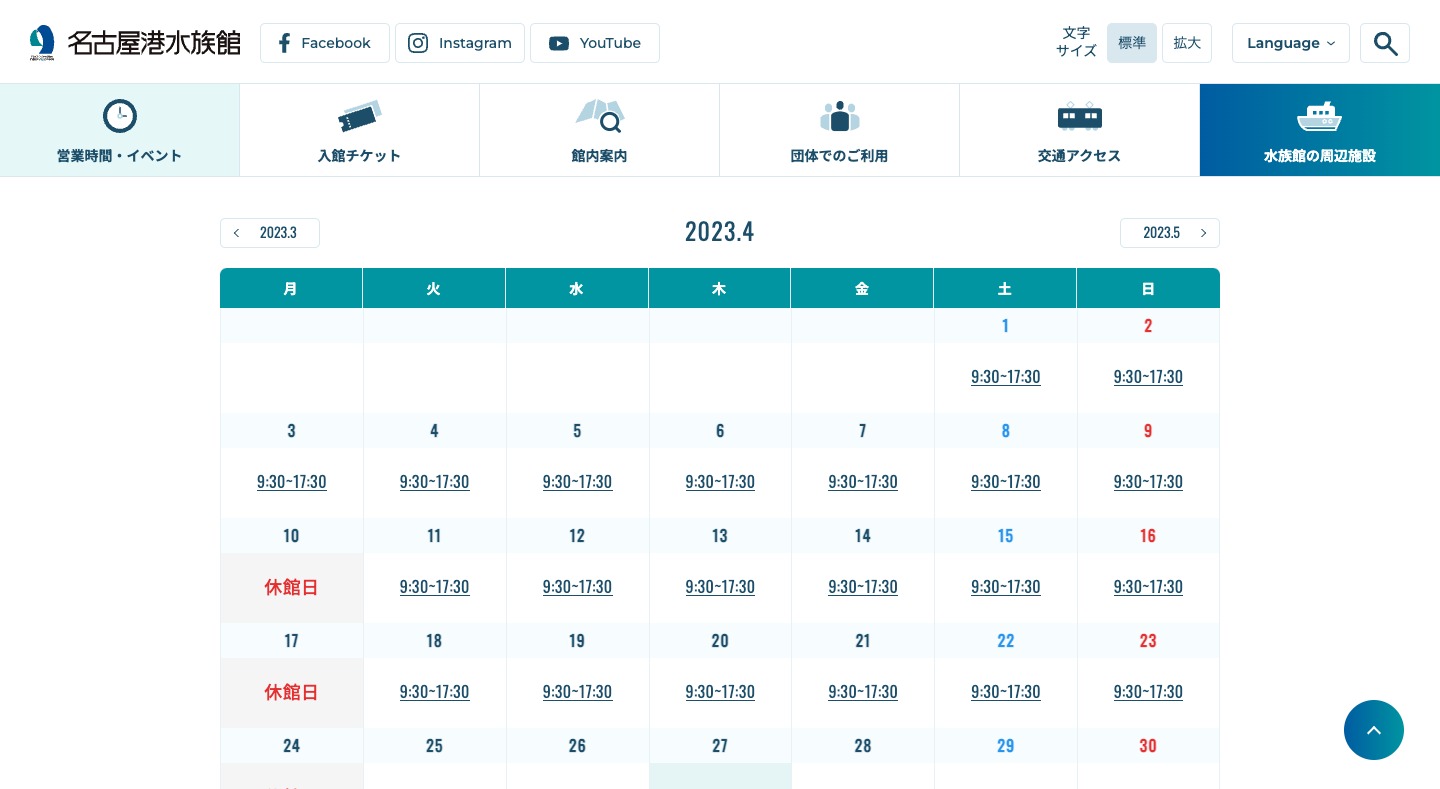 名古屋港水族館 Facebook Instagram YouTube 文字サイズ 標準 拡大 Language
営業時間・イベント 入館チケット 館内案内 団体でのご利用 交通アクセス 水族館の周辺施設
2023.3 2023.4 2023.5
月 火 水 木 金 土 日
1 2
9:30~17:30 9:30~17:30
3 4 5 6 7 8 9
9:30~17:30 9:30~17:30 9:30~17:30 9:30~17:30 9:30~17:30 9:30~17:30 9:30~17:30
10 11 12 13 14 15 16
休館日 9:30~17:30 9:30~17:30 9:30~17:30 9:30~17:30 9:30~17:30 9:30~17:30
17 18 19 20 21 22 23
休館日 9:30~17:30 9:30~17:30 9:30~17:30 9:30~17:30 9:30~17:30 9:30~17:30
24 25 26 27 28 29 30